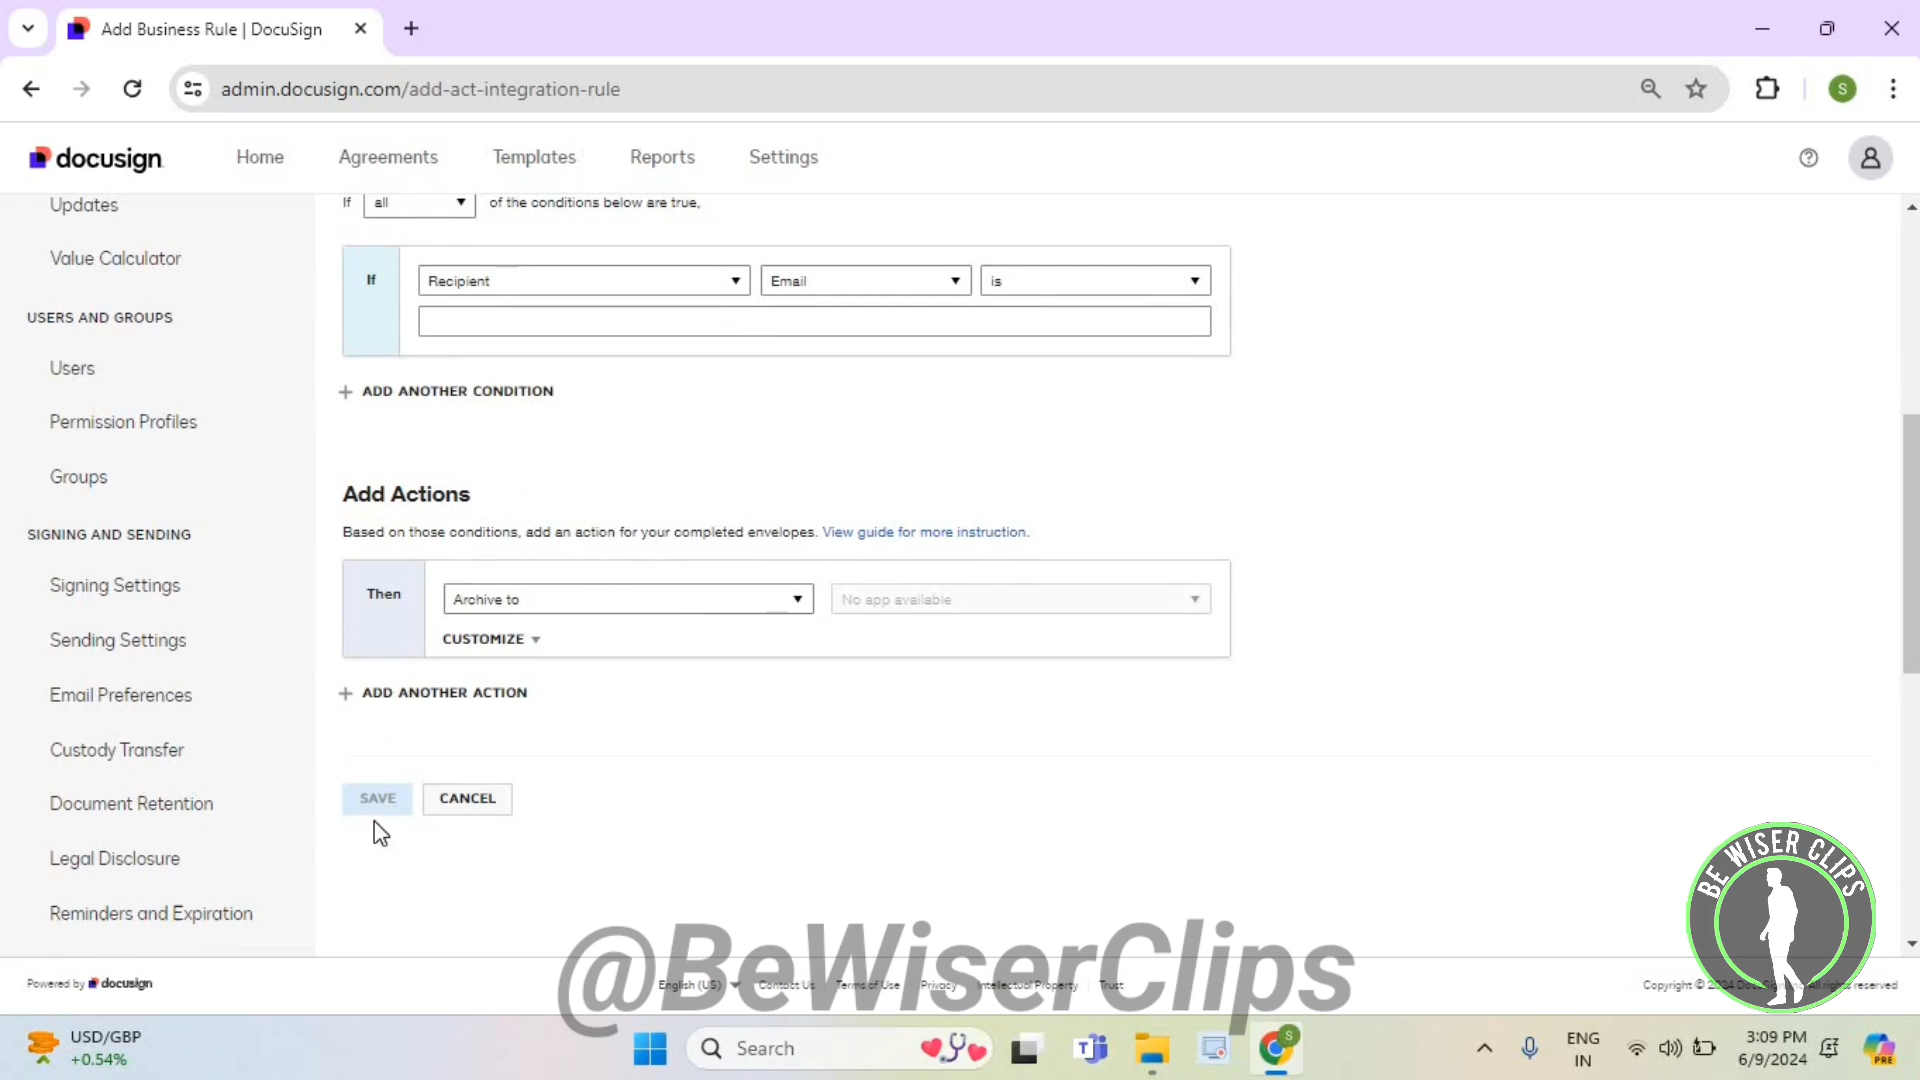 Add Business Rule | DocuSign
admin.docusign.com/add-act-integration-rule
S
docusign
Home
Agreements
Templates
Reports
Settings
Updates
Value Calculator
USERS AND GROUPS
Users
Permission Profiles
Groups
SIGNING AND SENDING
Signing Settings
Sending Settings
Email Preferences
Custody Transfer
Document Retention
Legal Disclosure
Reminders and Expiration
If all of the conditions below are true,
If Recipient Email is
ADD ANOTHER CONDITION
Add Actions
Based on those conditions, add an action for your completed envelopes. View guide for more instruction.
Then Archive to No app available
CUSTOMIZE
ADD ANOTHER ACTION
SAVE CANCEL
BE WISER CLIPS
@BeWiserClips
Powered by docusign
English (US) Contact Us Terms of Use Privacy Intellectual Property Trust
Copyright © 2024 DocuSign, Inc. All rights reserved
USD/GBP
+0.54%
Search
T
S
ENG
IN
3:09 PM
6/9/2024
PRE